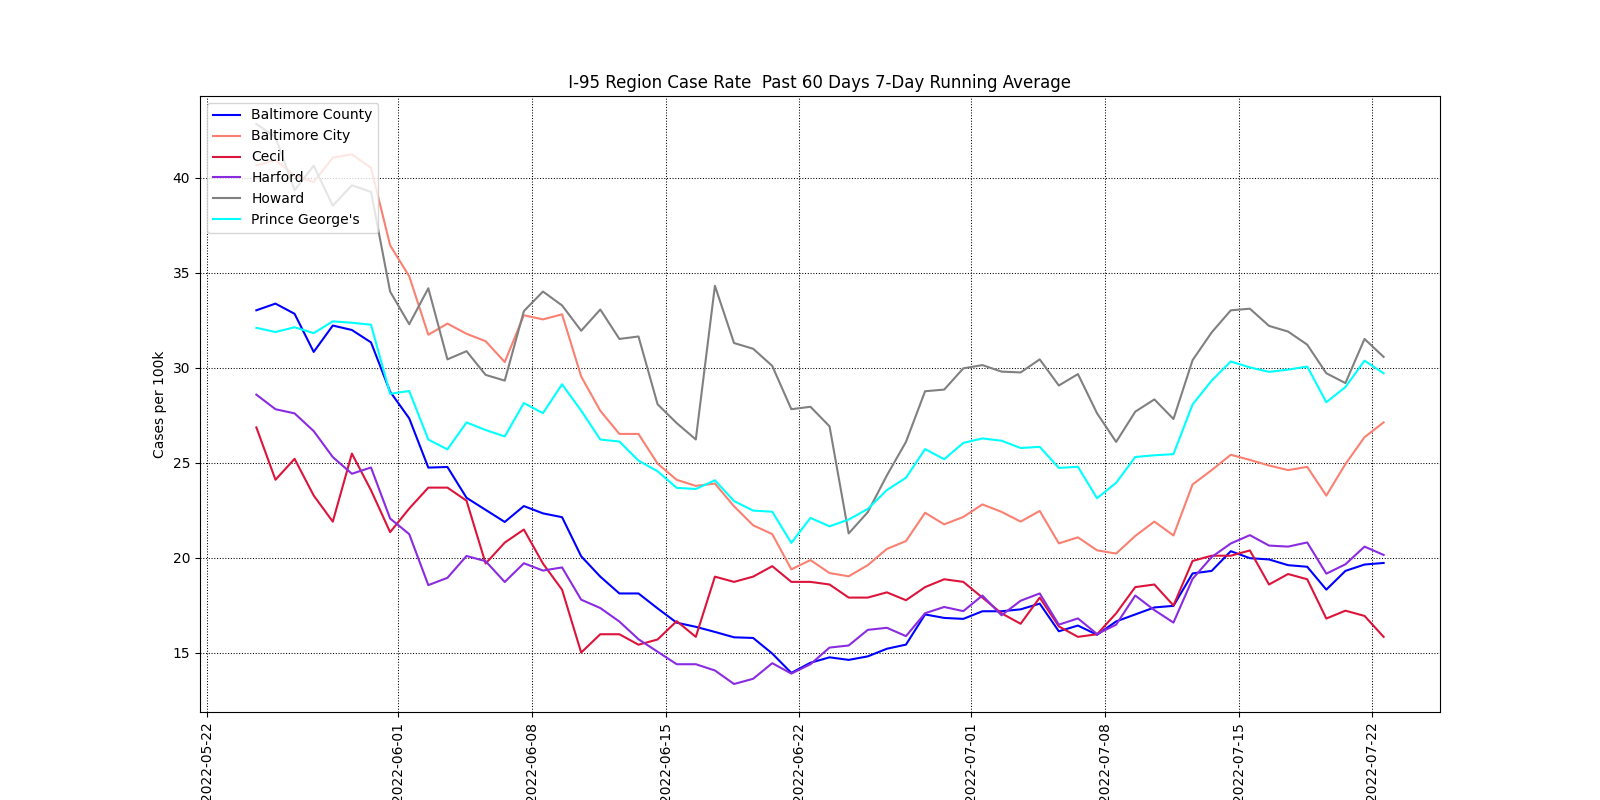 I-95 Region Case Rate  Past 60 Days 7-Day Running Average
Baltimore County
Baltimore City
Cecil
Harford
Howard
Prince George's
Cases per 100k
40
35
30
25
20
15
2022-05-22
2022-06-01
2022-06-08
2022-06-15
2022-06-22
2022-07-01
2022-07-08
2022-07-15
2022-07-22